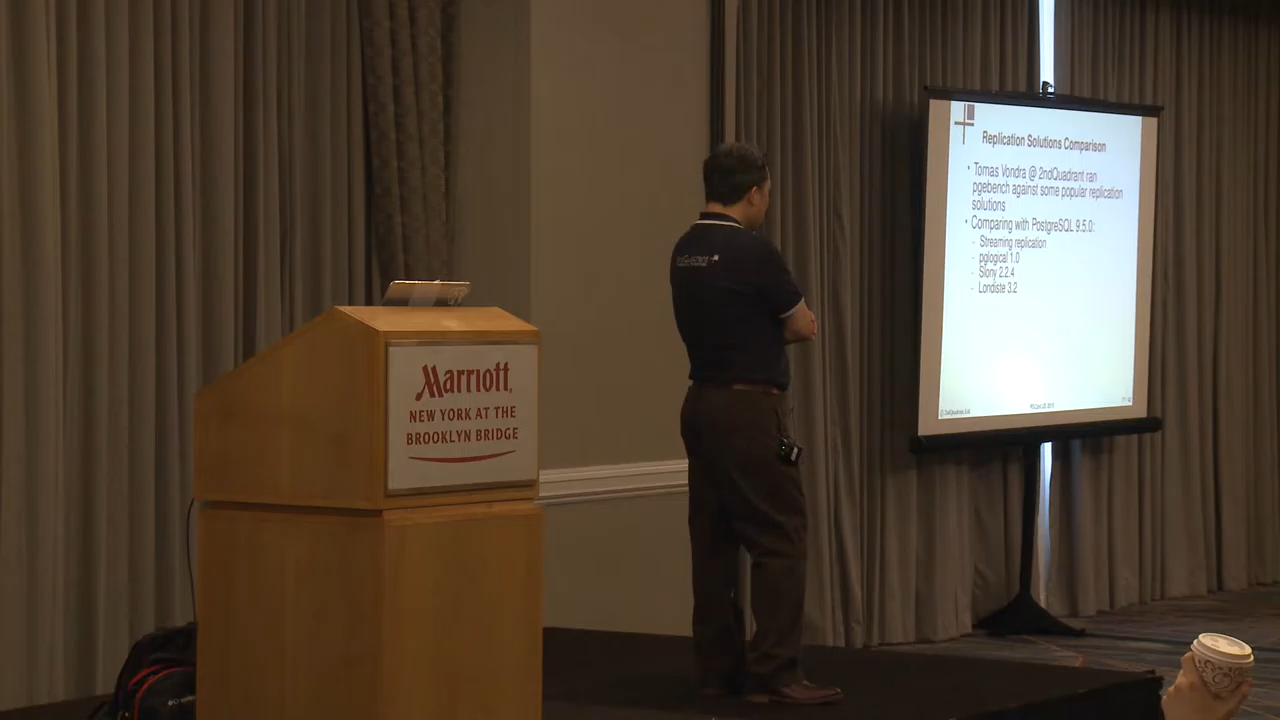 Marriott.
NEW YORK AT THE
BROOKLYN BRIDGE
2ndQuadrant
Replication Solutions Comparison
• Tomas Vondra @ 2ndQuadrant ran
pgebench against some popular replication
solutions
• Comparing with PostgreSQL 9.5.0:
- Streaming replication
- pglogical 1.0
- Slony 2.2.4
- Londiste 3.2